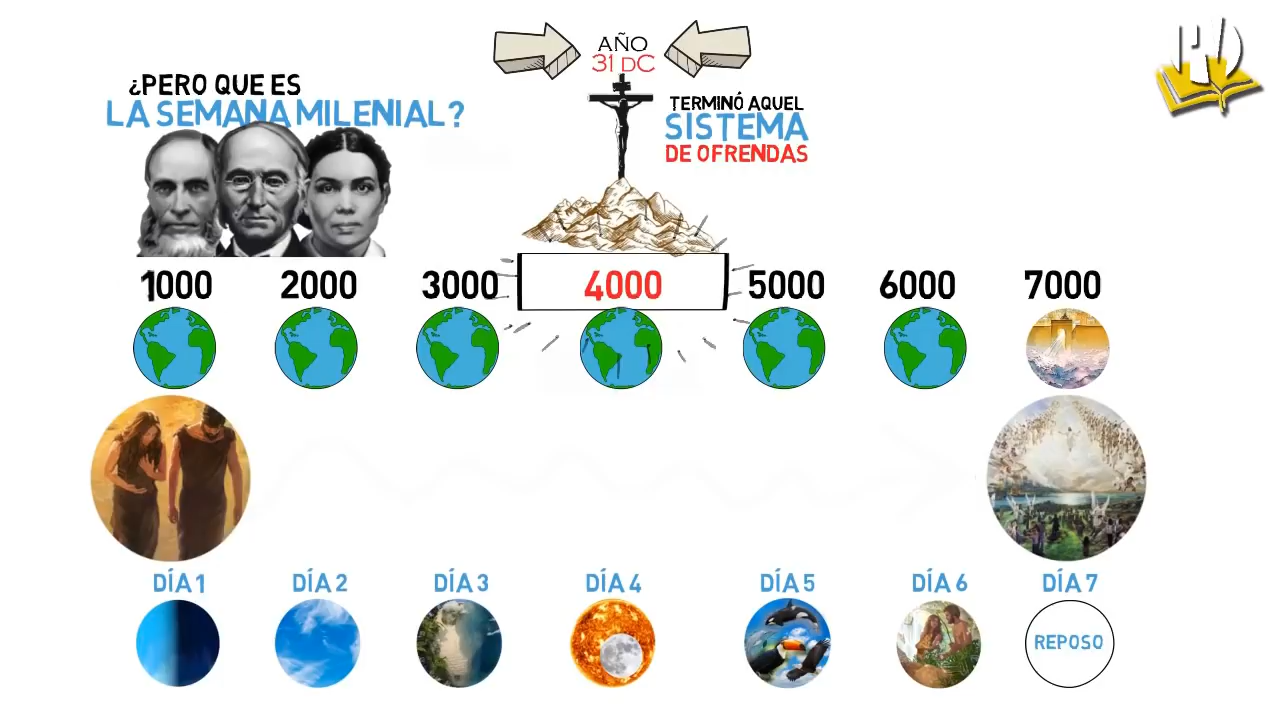 AÑO
31 DC
¿PERO QUE ES
LA SEMANA MILENIAL?
TERMINÓ AQUEL
SISTEMA
DE OFRENDAS
1000 2000 3000 4000 5000 6000 7000
DÍA 1 DÍA 2 DÍA 3 DÍA 4 DÍA 5 DÍA 6 DÍA 7
REPOSO